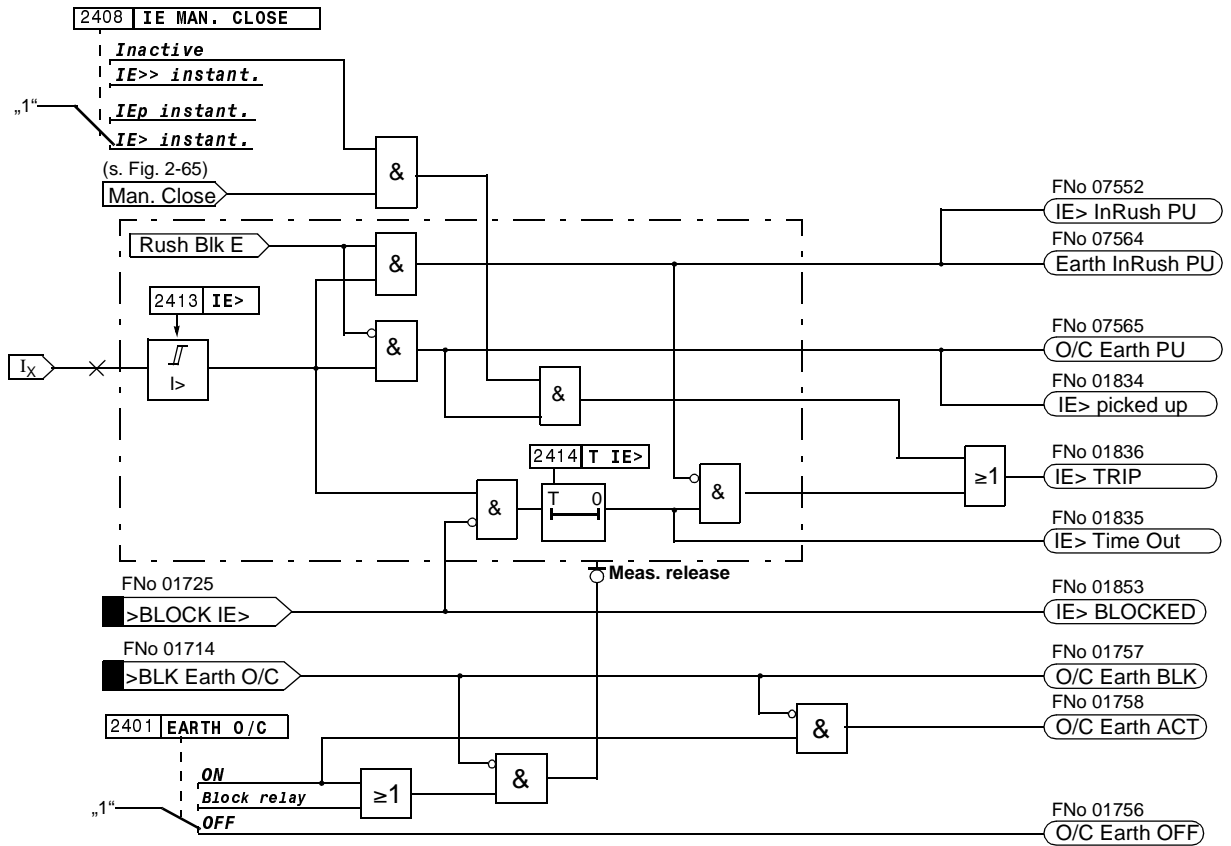 2408 IE MAN. CLOSE
Inactive
IE>> instant.
„1“
IEp instant.
IE> instant.
(s. Fig. 2-65)
Man. Close
&
FNo 07552
IE> InRush PU
Rush Blk E
&
FNo 07564
Earth InRush PU
2413 IE>
&
FNo 07565
O/C Earth PU
IX
I>
&
FNo 01834
IE> picked up
2414 T IE>
FNo 01836
IE> TRIP
≥1
&
T 0
&
FNo 01835
IE> Time Out
Meas. release
FNo 01725
>BLOCK IE>
FNo 01853
IE> BLOCKED
FNo 01714
>BLK Earth O/C
FNo 01757
O/C Earth BLK
FNo 01758
O/C Earth ACT
&
2401 EARTH O/C
ON
&
Block relay
≥1
„1“
OFF
FNo 01756
O/C Earth OFF